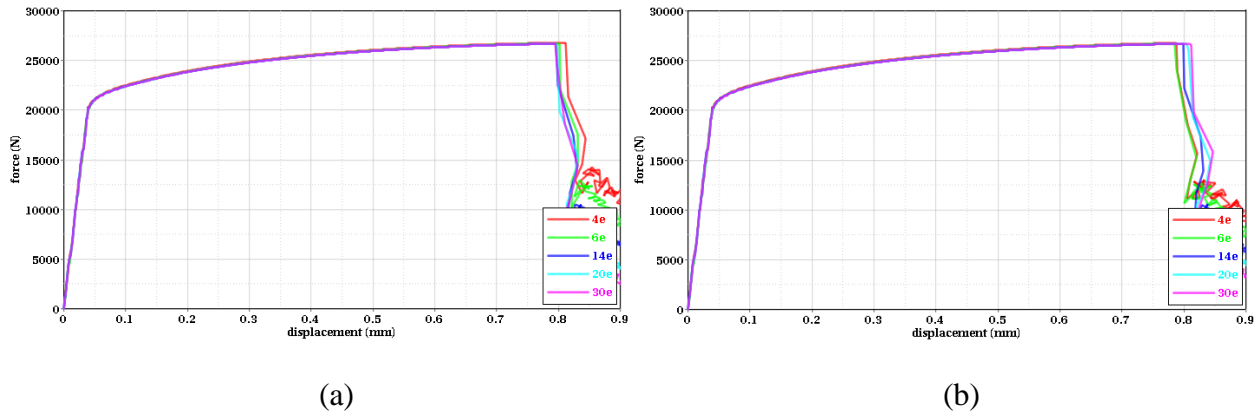 30000
25000
20000
15000
10000
5000
0
force (N)
4e
6e
14e
20e
30e
0 0.1 0.2 0.3 0.4 0.5 0.6 0.7 0.8 0.9
displacement (mm)
(a)
30000
25000
20000
15000
10000
5000
0
force (N)
4e
6e
14e
20e
30e
0 0.1 0.2 0.3 0.4 0.5 0.6 0.7 0.8 0.9
displacement (mm)
(b)